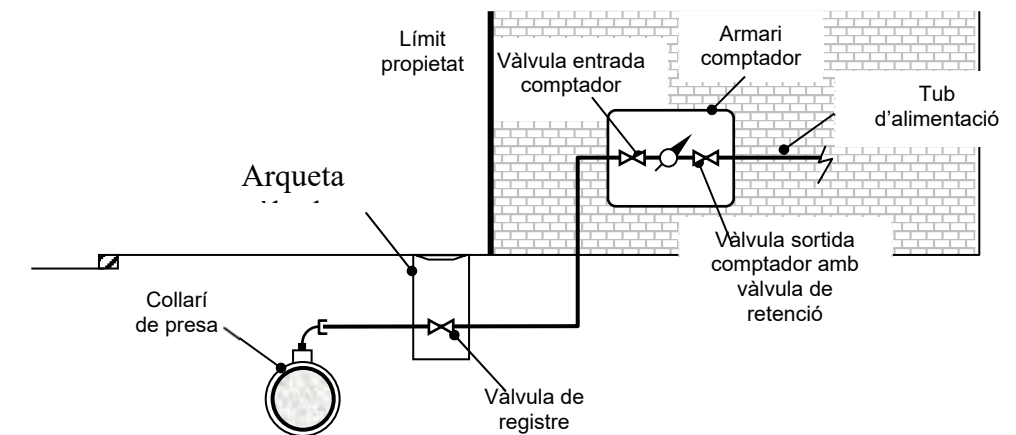 Límit
propietat
Vàlvula entrada
comptador
Armari
comptador
Tub
d'alimentació
Arqueta
Vàlvula sortida
comptador amb
vàlvula de
retenció
Collarí
de presa
Vàlvula de
registre